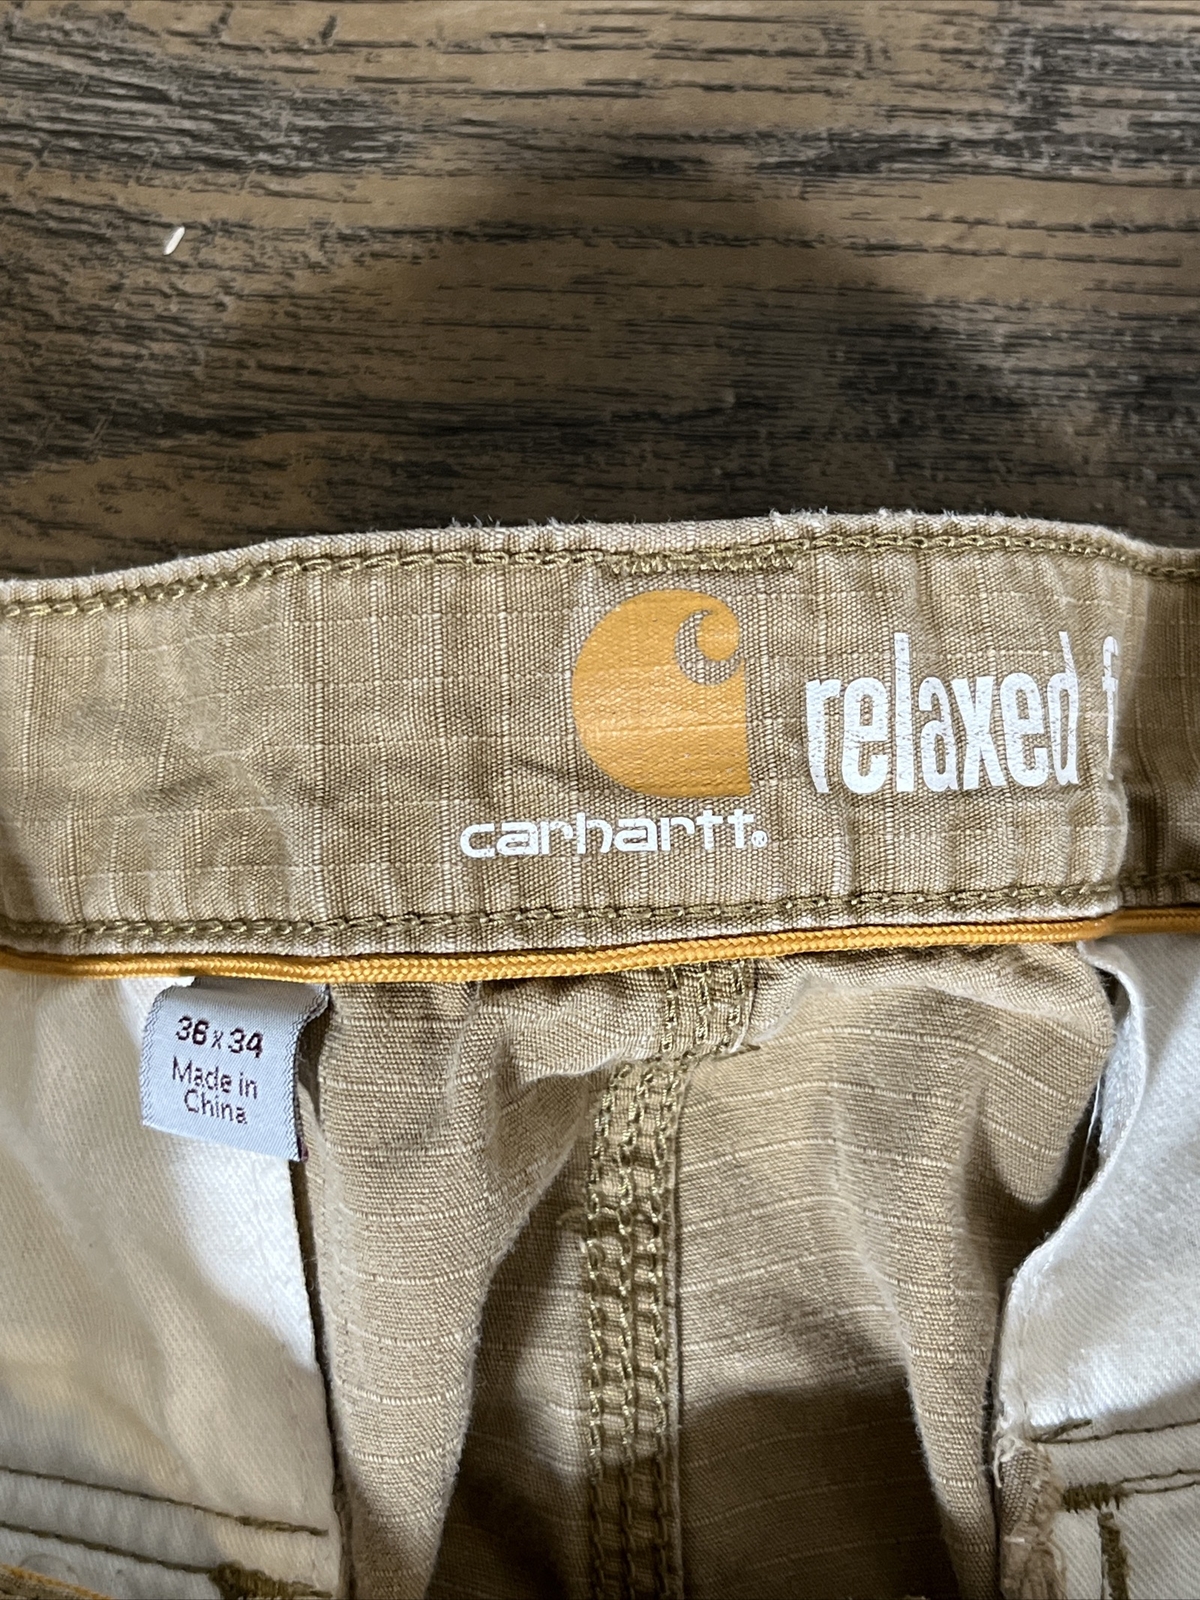 relaxed f
carhartt®
36 x 34
Made in
China